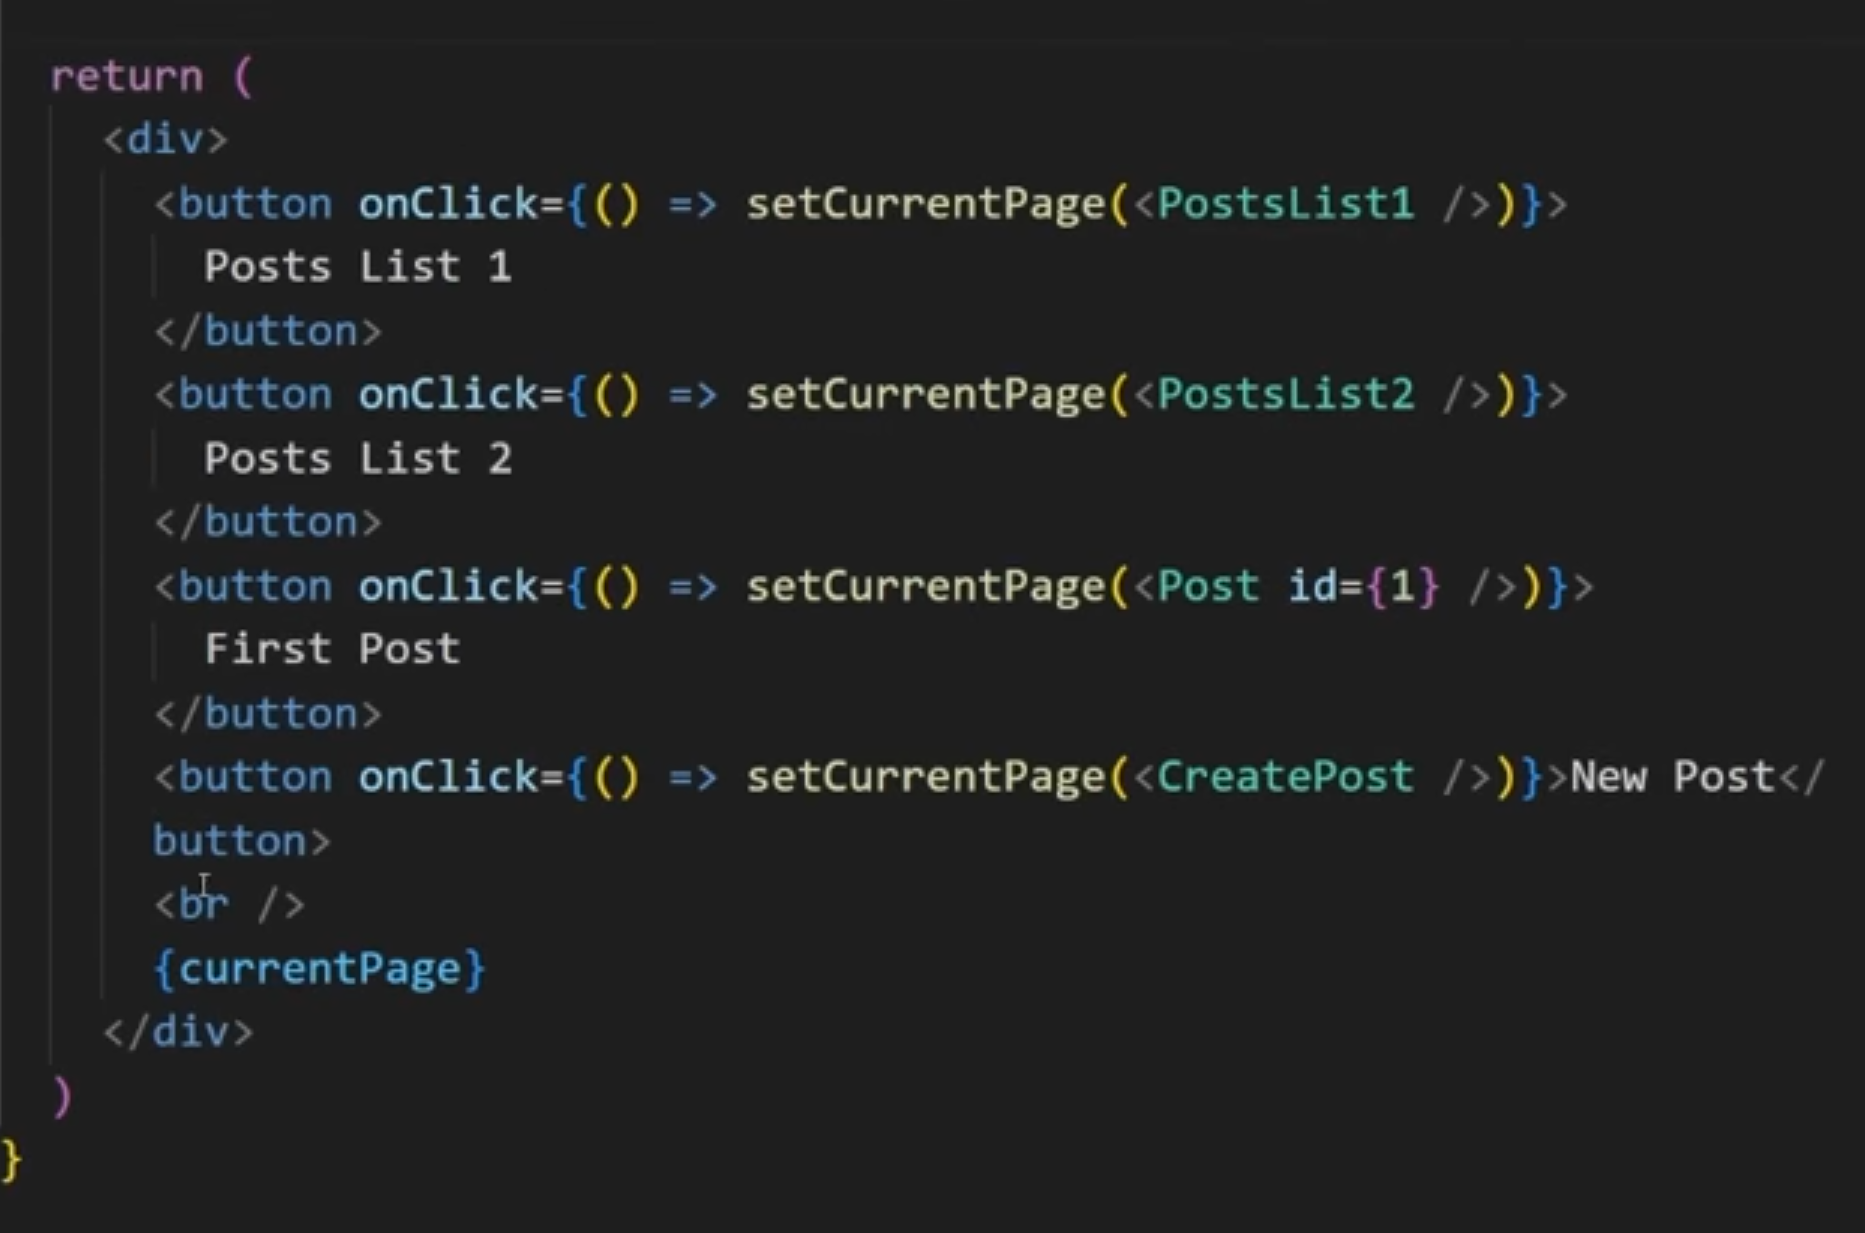 return (
<div>
<button onClick={() => setCurrentPage(<PostsList1 />)}>
Posts List 1
</button>
<button onClick={() => setCurrentPage(<PostsList2 />)}>
Posts List 2
</button>
<button onClick={() => setCurrentPage(<Post id={1} />)}>
First Post
</button>
<button onClick={() => setCurrentPage(<CreatePost />)}>New Post</
button>
<br />
{currentPage}
</div>
)
}